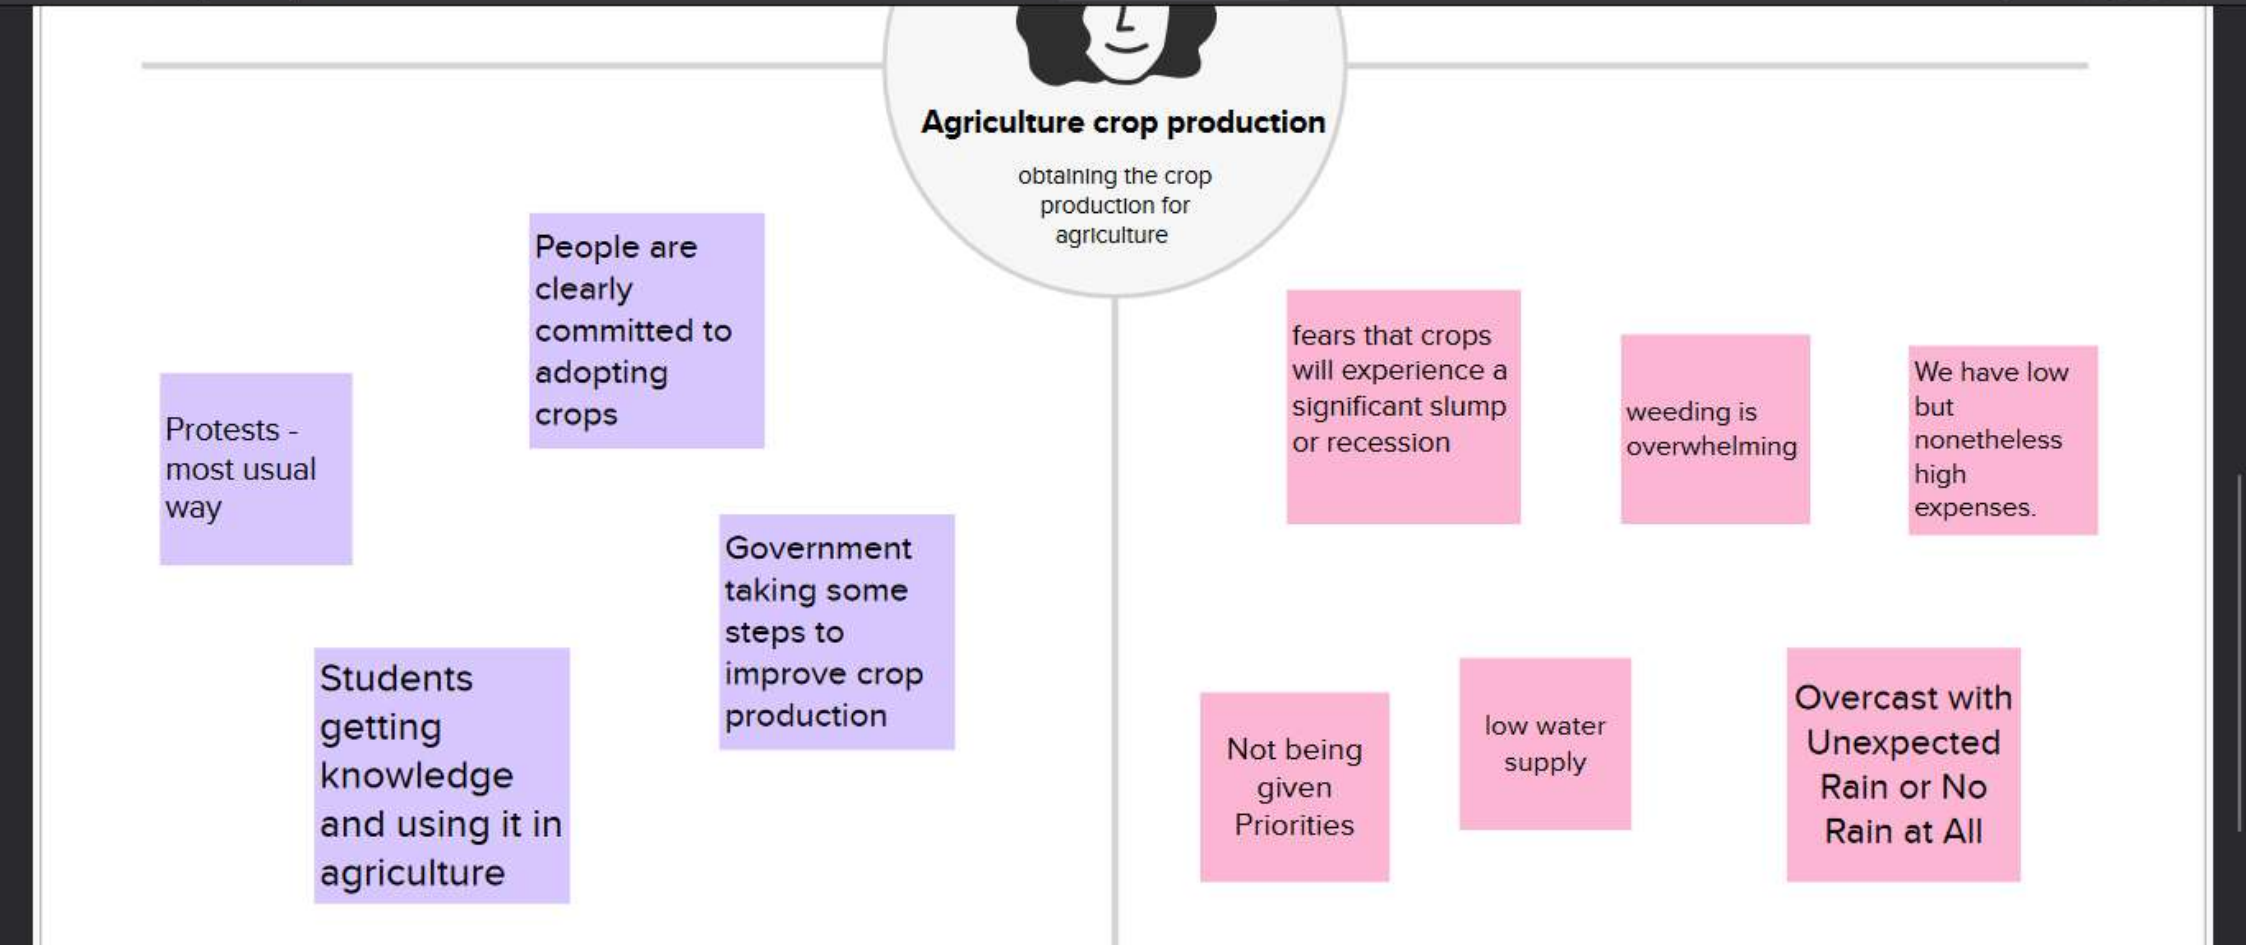 Agriculture crop production
obtaining the crop
production for
agriculture
People are
clearly
committed to
adopting
crops
Protests -
most usual
way
Government
taking some
steps to
improve crop
production
Students
getting
knowledge
and using it in
agriculture
fears that crops
will experience a
significant slump
or recession
weeding is
overwhelming
We have low
but
nonetheless
high
expenses.
Not being
given
Priorities
low water
supply
Overcast with
Unexpected
Rain or No
Rain at All